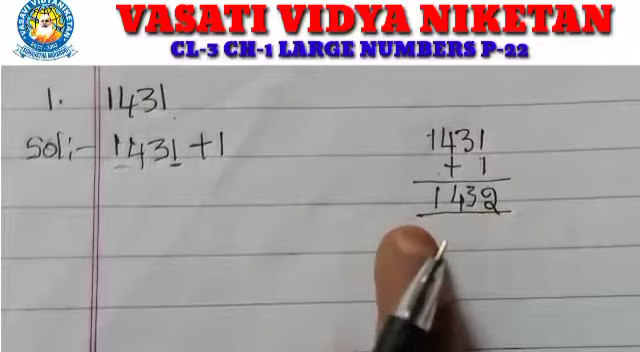 VASATI VIDYA NIKETAN
CL-3 CH-1 LARGE NUMBERS P-22
1. 1431
Sol:- 1431 + 1
1431
+ 1
1432